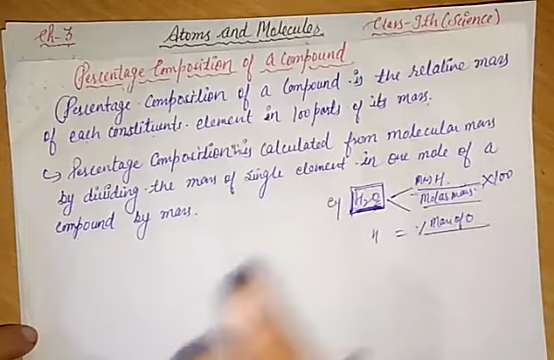 Ch. 3 Atoms and Molecules Class-9th (Science)
Percentage Composition of a Compound
(Percentage Composition of a Compound is the relative mass
of each constituents element in 100 parts of its mass.
↳ Percentage Composition is calculated from molecular mass
by dividing the mass of single element in one mole of a
compound by mass.
eg H2O Mass H. ×100
Molas mass
= Mass of O